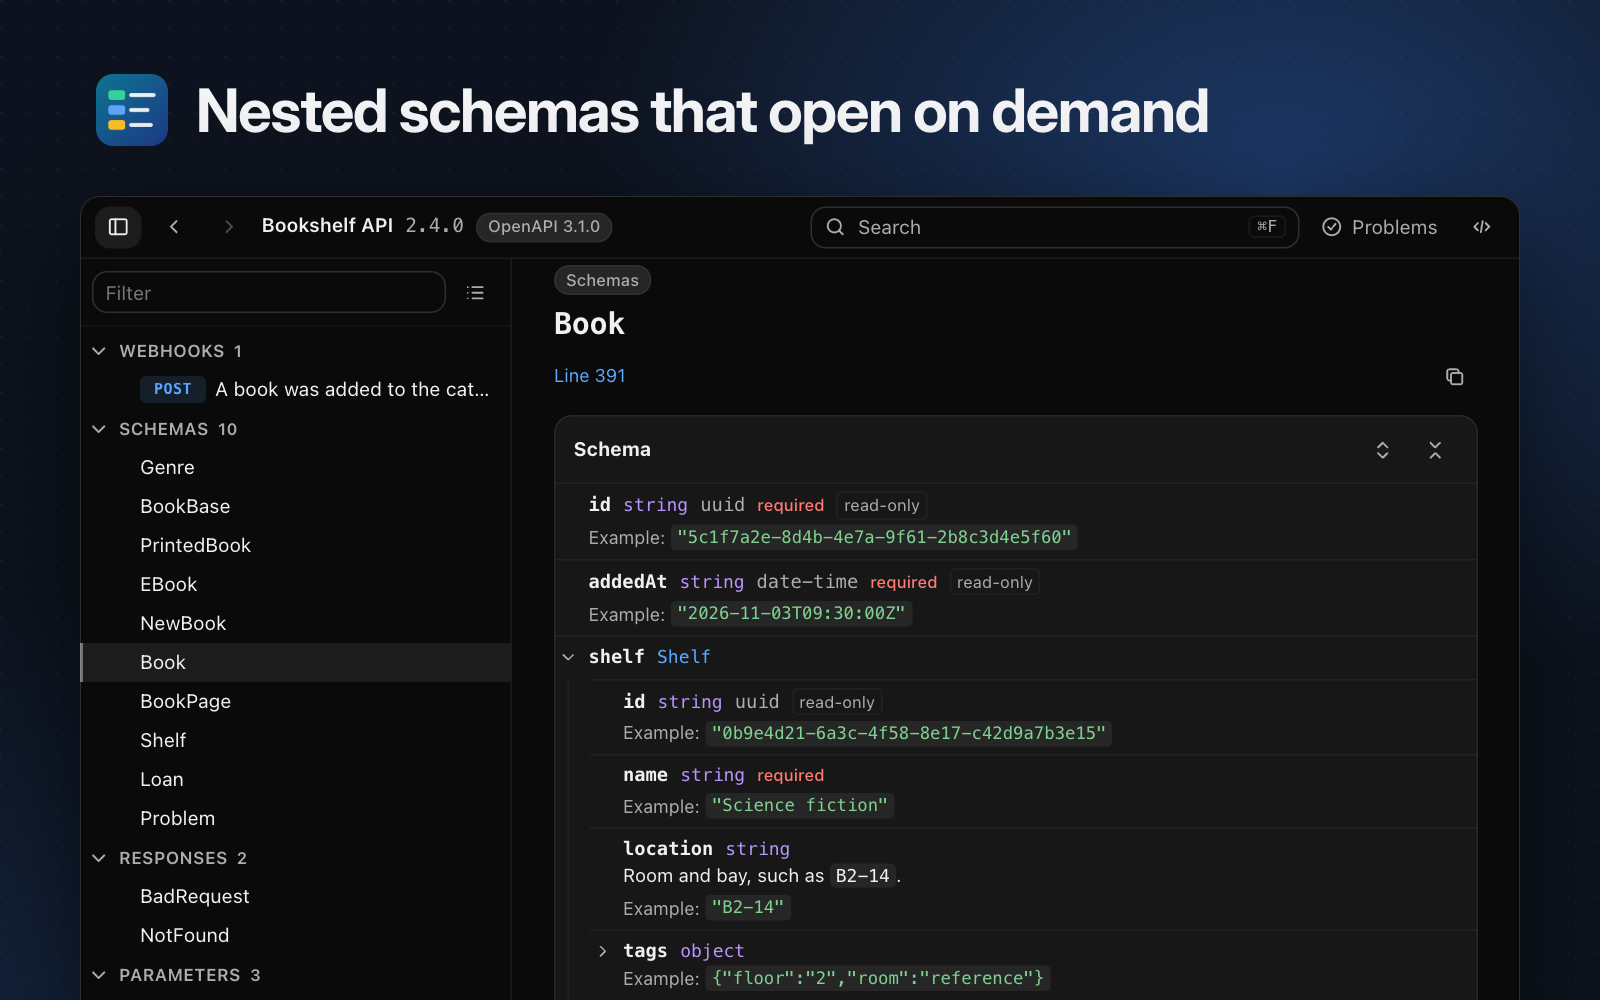 Nested schemas that open on demand
Bookshelf API 2.4.0 OpenAPI 3.1.0
Search ⌘F
Problems
Filter
WEBHOOKS 1
POST A book was added to the cat...
SCHEMAS 10
Genre
BookBase
PrintedBook
EBook
NewBook
Book
BookPage
Shelf
Loan
Problem
RESPONSES 2
BadRequest
NotFound
PARAMETERS 3
Schemas
Book
Line 391
Schema
id string uuid required read-only
Example: "5c1f7a2e-8d4b-4e7a-9f61-2b8c3d4e5f60"
addedAt string date-time required read-only
Example: "2026-11-03T09:30:00Z"
shelf Shelf
id string uuid read-only
Example: "0b9e4d21-6a3c-4f58-8e17-c42d9a7b3e15"
name string required
Example: "Science fiction"
location string
Room and bay, such as B2-14.
Example: "B2-14"
tags object
Example: {"floor":"2","room":"reference"}